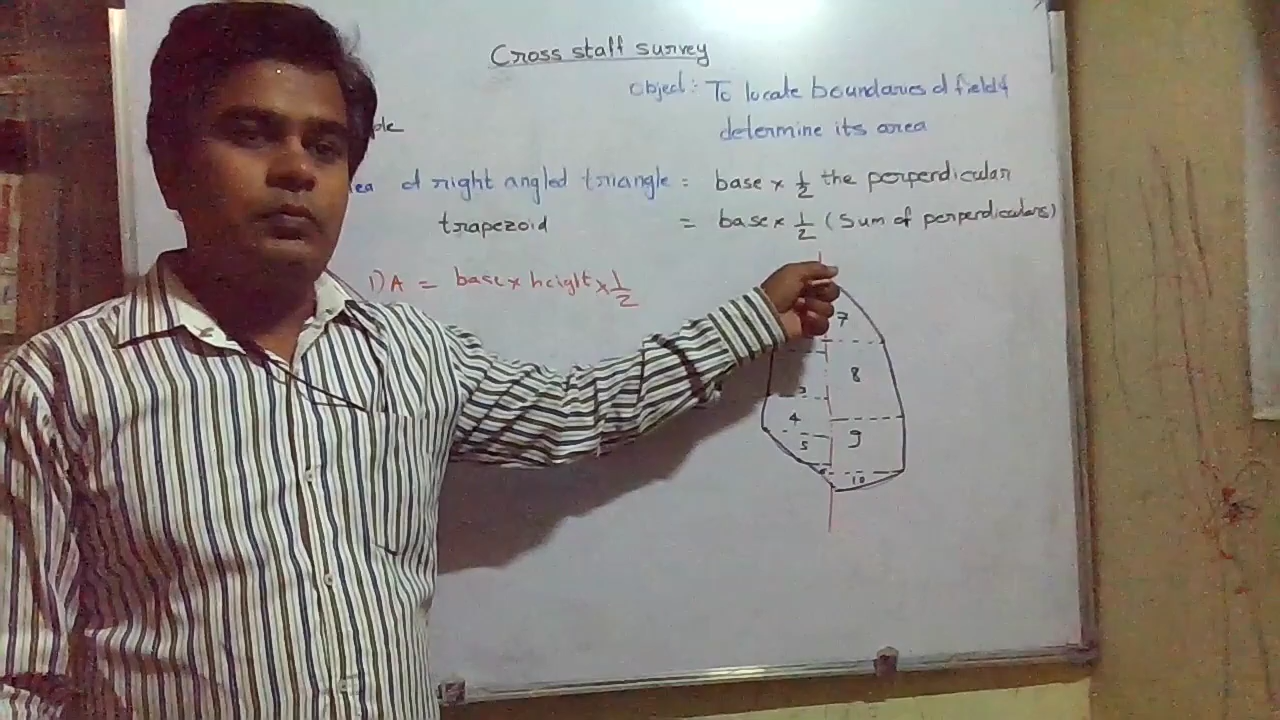 Cross staff survey
Object: To locate boundaries of field &
determine its area
of right angled triangle = base x 1/2 the perpendicular
trapezoid = base x 1/2 (Sum of perpendiculars)
1) A = base x height x 1/2
7
8
4
9
5
10